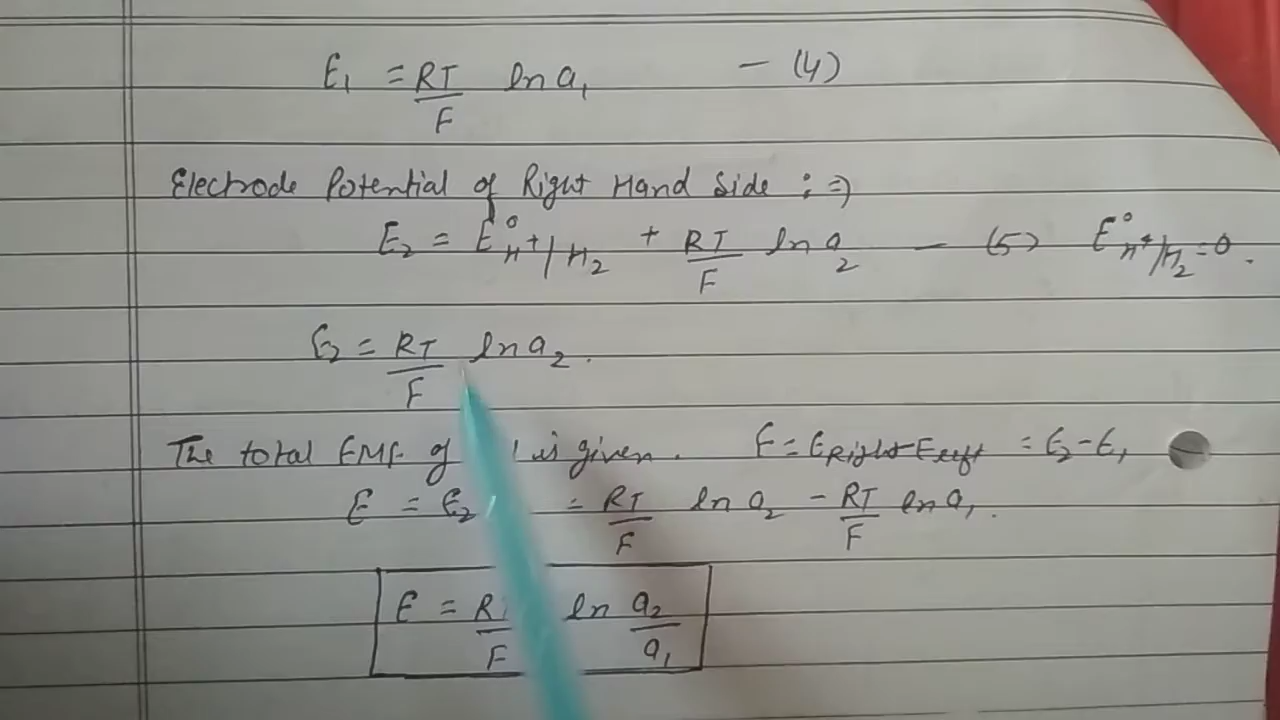 E₁ = RT/F ln a₁ — (4)
Electrode Potential of Right Hand Side :⇒
E₂ = E°H⁺/H₂ + RT/F ln a₂ — (5) E°H⁺/H₂ = 0.
E₂ = RT/F ln a₂.
The total EMF of is given. E = ERight - Eleft = E₂ - E₁
E = E₂ = RT/F ln a₂ - RT/F ln a₁.
E = RT/F ln a₂/a₁